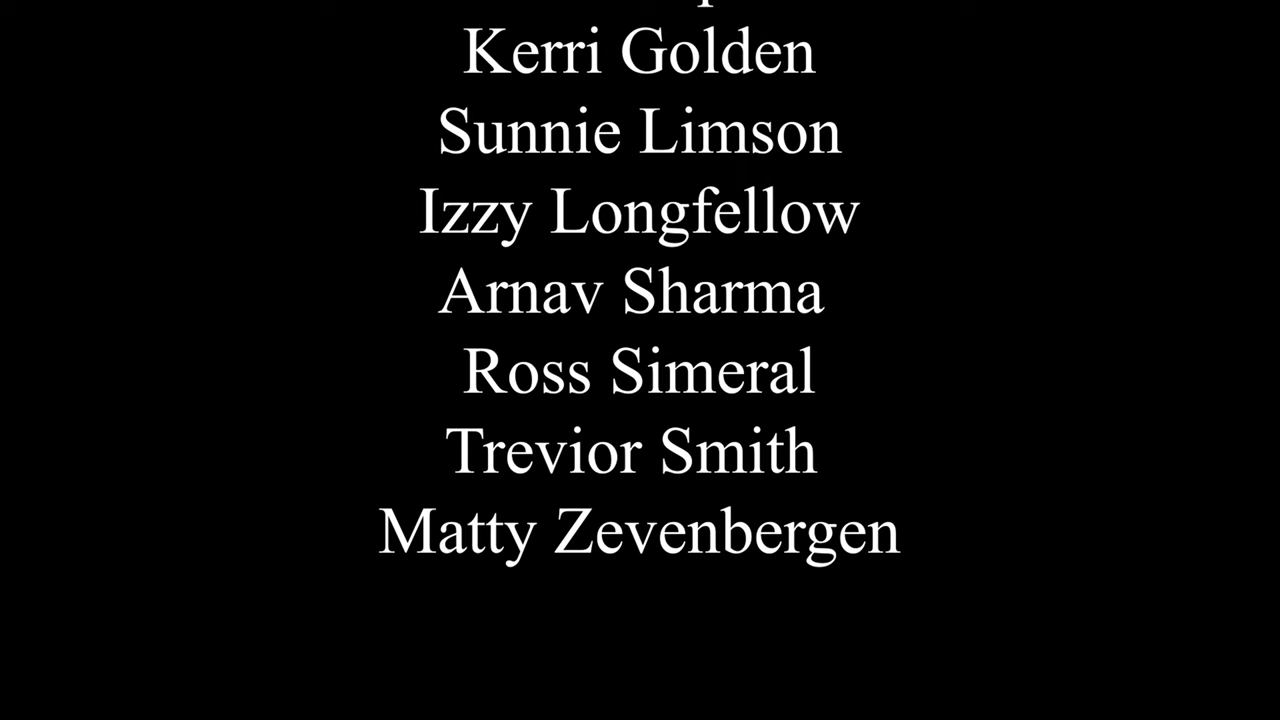 Kerri Golden
Sunnie Limson
Izzy Longfellow
Arnav Sharma
Ross Simeral
Trevior Smith
Matty Zevenbergen